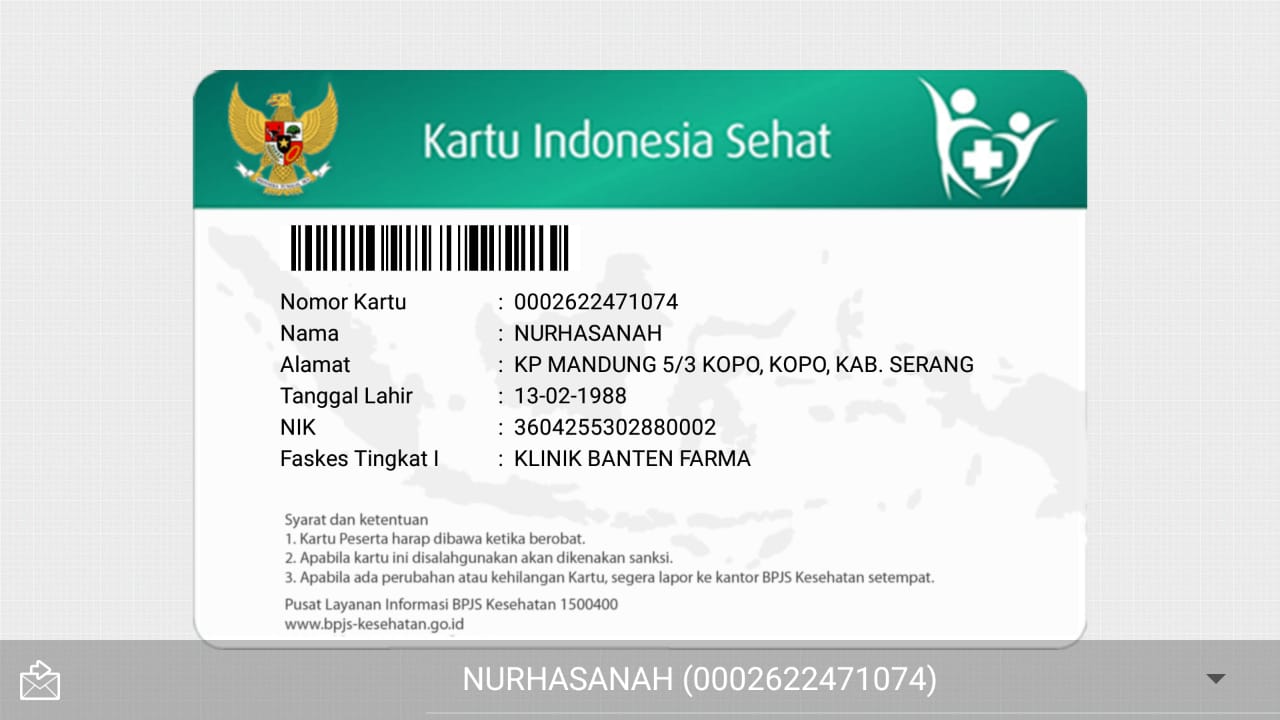 Kartu Indonesia Sehat
Nomor Kartu : 0002622471074
Nama : NURHASANAH
Alamat : KP MANDUNG 5/3 KOPO, KOPO, KAB. SERANG
Tanggal Lahir : 13-02-1988
NIK : 3604255302880002
Faskes Tingkat I : KLINIK BANTEN FARMA
Syarat dan ketentuan
1. Kartu Peserta harap dibawa ketika berobat.
2. Apabila kartu ini disalahgunakan akan dikenakan sanksi.
3. Apabila ada perubahan atau kehilangan Kartu, segera lapor ke kantor BPJS Kesehatan setempat.
Pusat Layanan Informasi BPJS Kesehatan 1500400
www.bpjs-kesehatan.go.id
NURHASANAH (0002622471074)